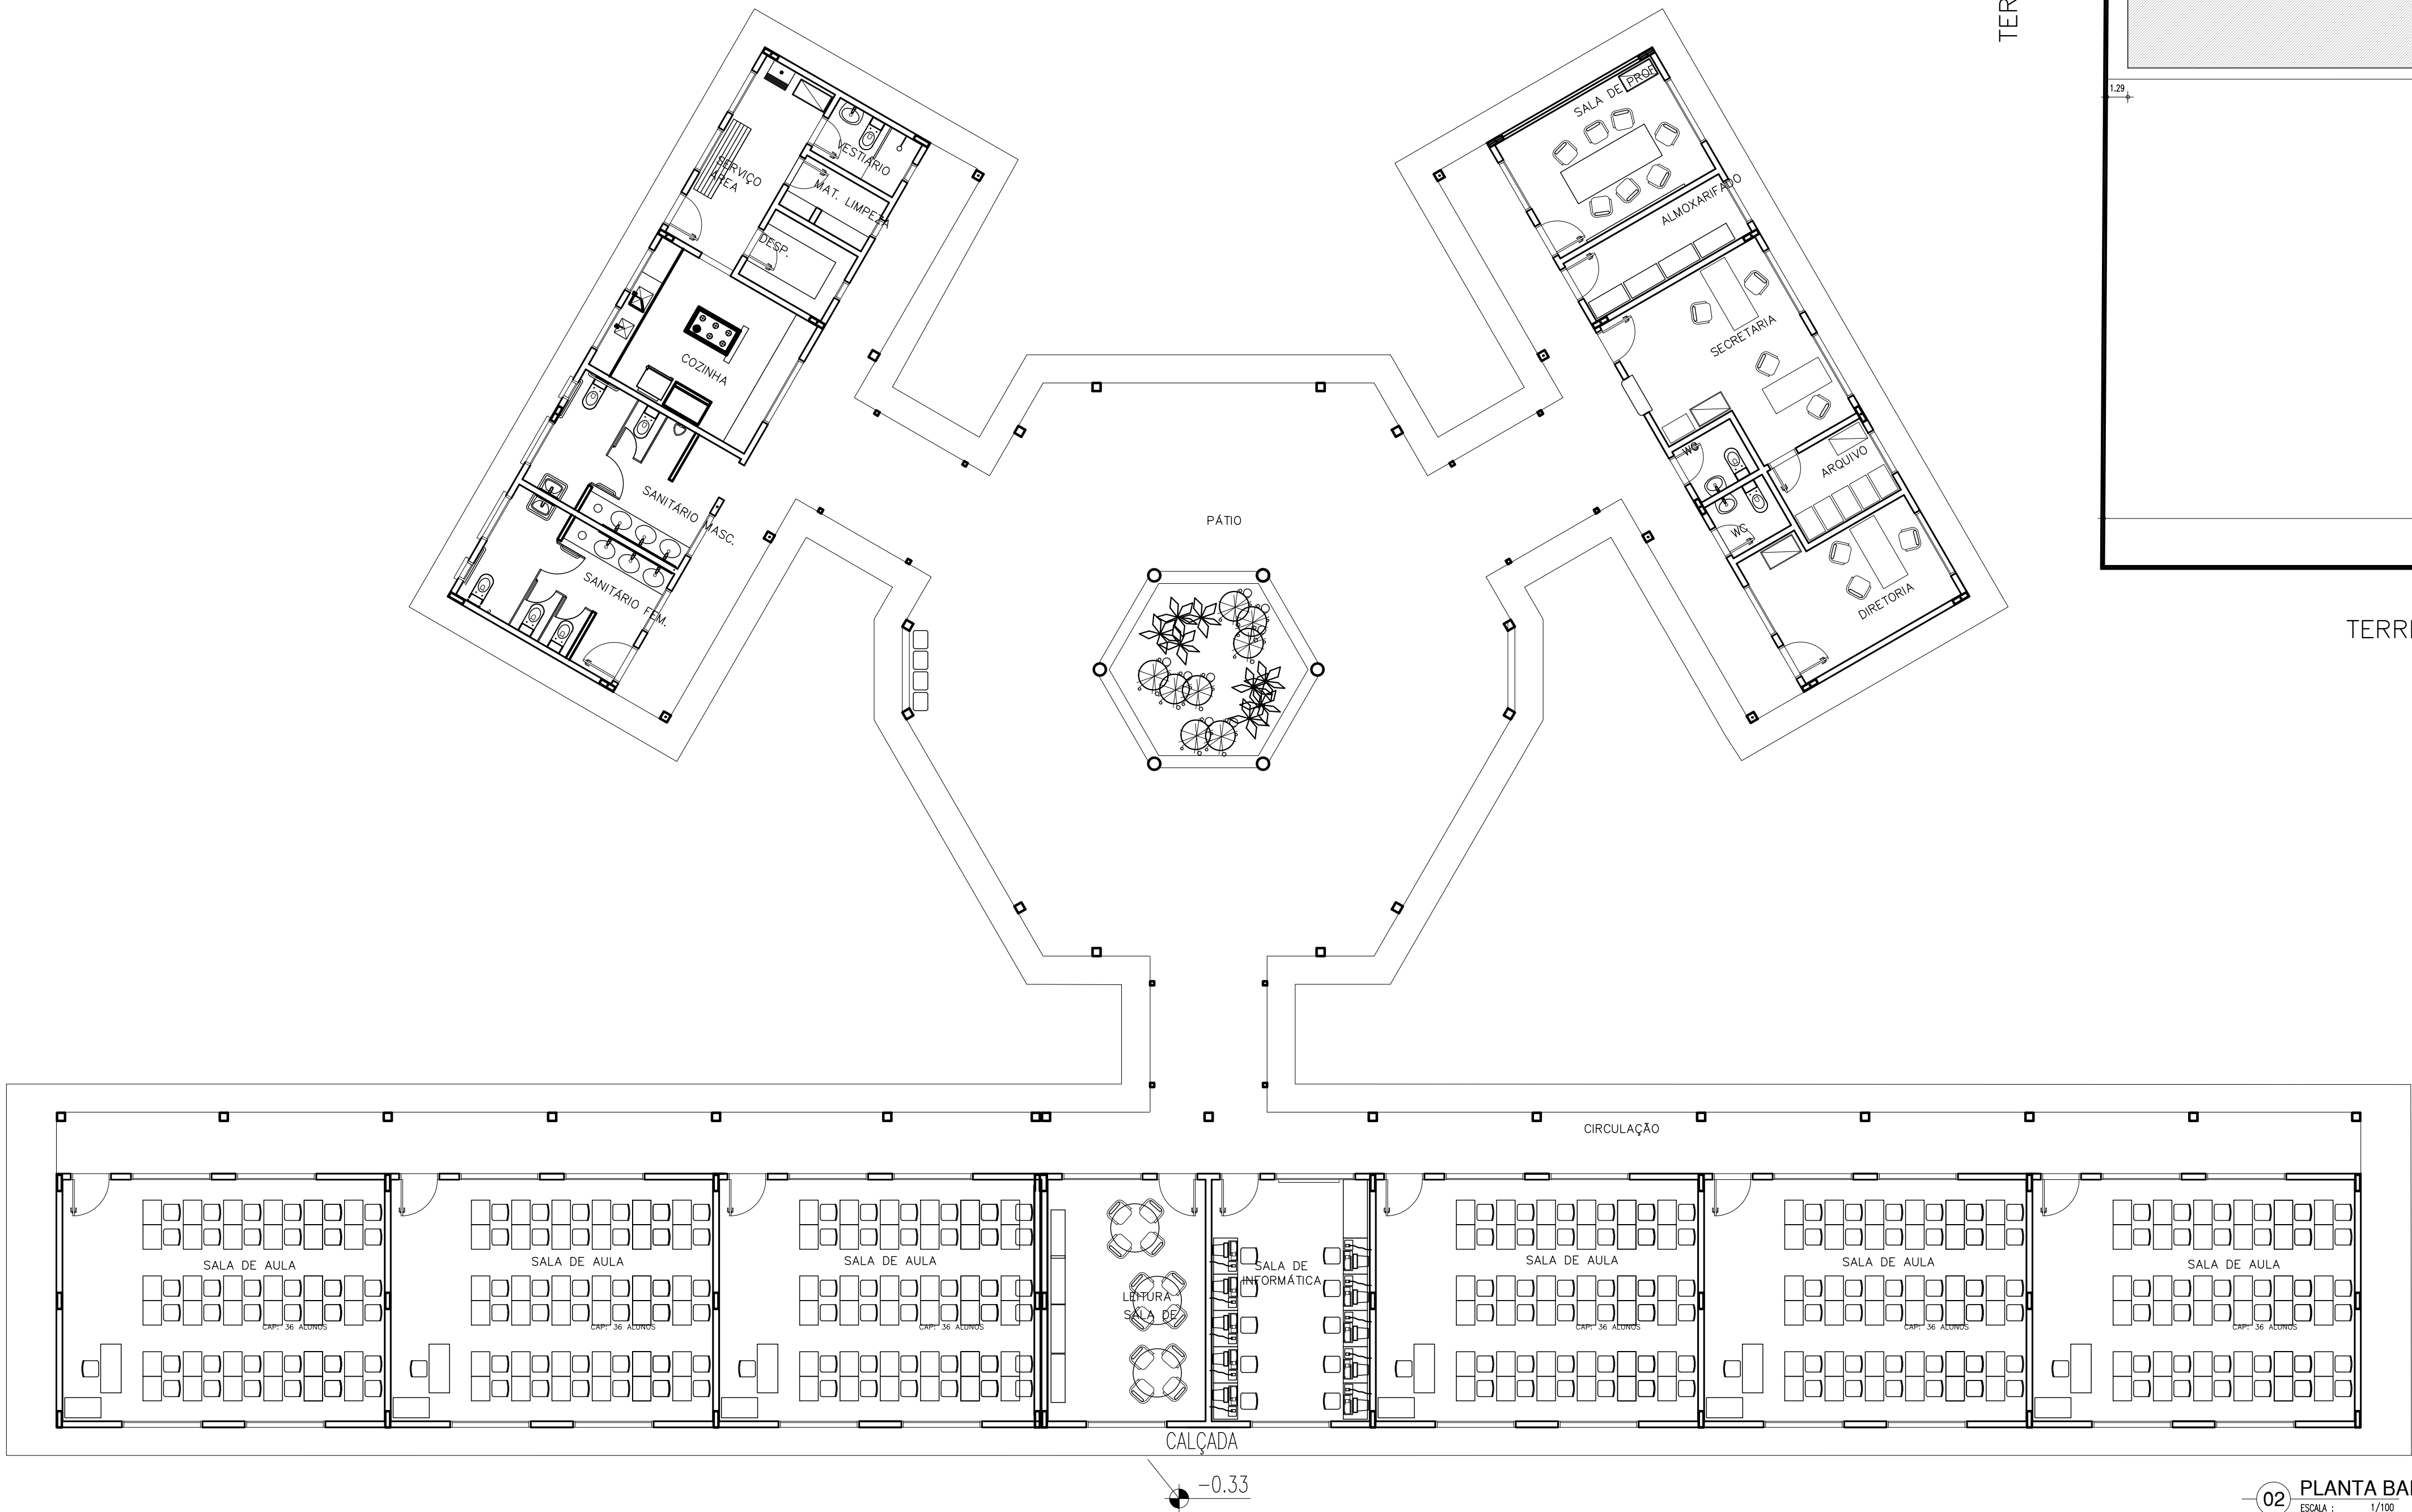 TER
1.29
SALA DE PROF
VESTIÁRIO
SERVIÇO
ÁREA
MAT. LIMPEZA
ALMOXARIFADO
DESP.
SECRETARIA
COZINHA
WC
ARQUIVO
SANITÁRIO MASC.
PÁTIO
WC
SANITÁRIO FEM.
DIRETORIA
TERR
CIRCULAÇÃO
SALA DE AULA
CAP: 36 ALUNOS
SALA DE AULA
CAP: 36 ALUNOS
SALA DE AULA
CAP: 36 ALUNOS
LEITURA
SALA DE
SALA DE
INFORMÁTICA
SALA DE AULA
CAP: 36 ALUNOS
SALA DE AULA
CAP: 36 ALUNOS
SALA DE AULA
CAP: 36 ALUNOS
CALÇADA
-0.33
02 PLANTA BAI
ESCALA : 1/100